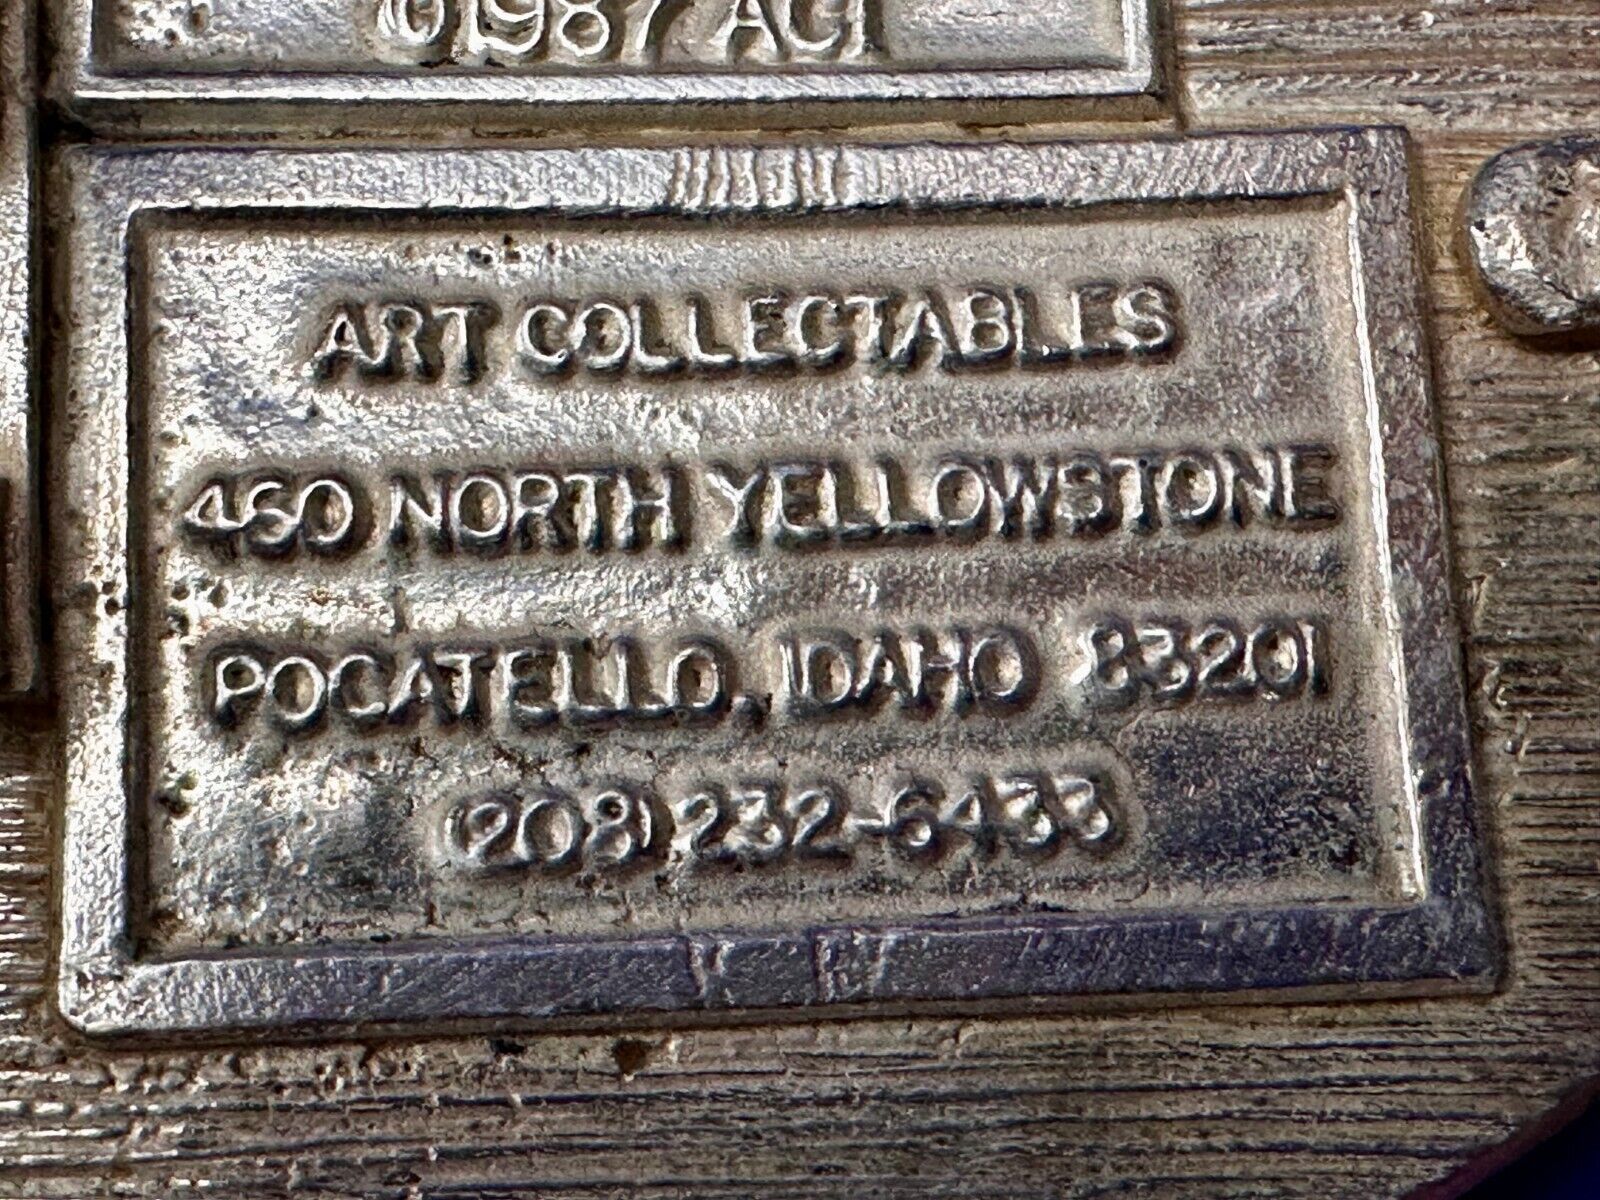 ©1987 ACI
ART COLLECTABLES
460 NORTH YELLOWSTONE
POCATELLO, IDAHO 83201
(208) 232-6433